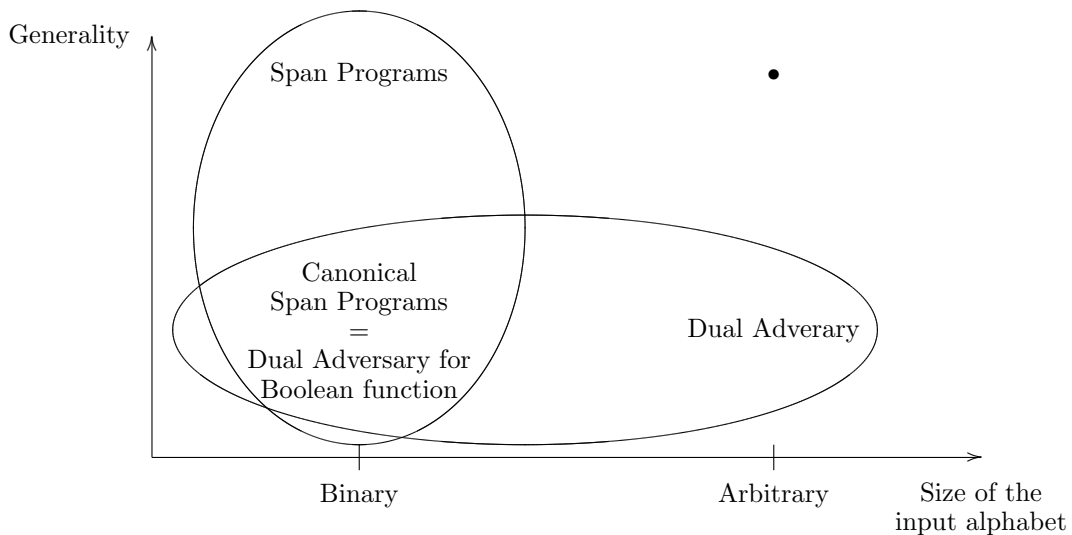 Generality
Span Programs
Canonical
Span Programs
=
Dual Adversary for
Boolean function
Dual Adverary
Binary
Arbitrary
Size of the
input alphabet